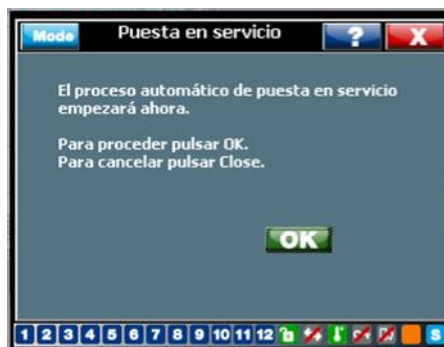 Mode Puesta en servicio ? X
El proceso automático de puesta en servicio
empezará ahora.
Para proceder pulsar OK.
Para cancelar pulsar Close.
OK
1 2 3 4 5 6 7 8 9 10 11 12 S